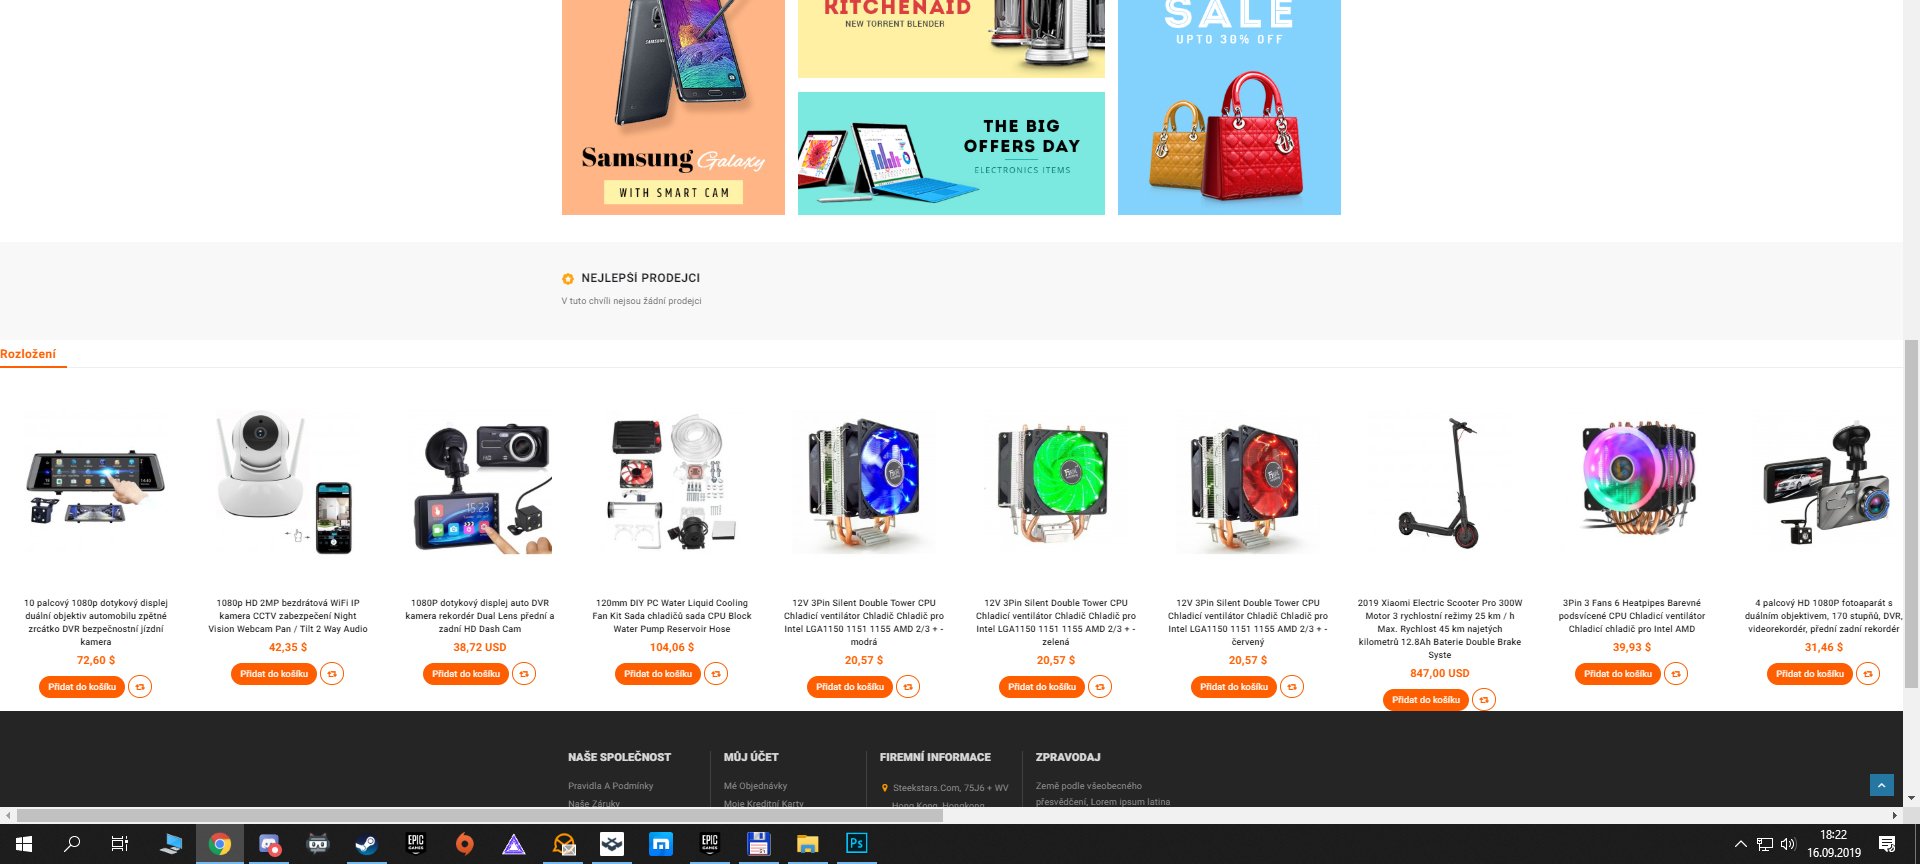 KITCHENAID
NEW TORRENT BLENDER
SALE
UPTO 30% OFF
SAMSUNG
Samsung Galaxy
WITH SMART CAM
THE BIG
OFFERS DAY
ELECTRONICS ITEMS
NEJLEPŠÍ PRODEJCI
V tuto chvíli nejsou žádní prodejci
Rozložení
10 palcový 1080p dotykový displej
duální objektiv automobilu zpětné
zrcátko DVR bezpečnostní jízdní
kamera
72,60 $
Přidat do košíku
1080p HD 2MP bezdrátová WiFi IP
kamera CCTV zabezpečení Night
Vision Webcam Pan / Tilt 2 Way Audio
42,35 $
Přidat do košíku
15:23
1080P dotykový displej auto DVR
kamera rekordér Dual Lens přední a
zadní HD Dash Cam
38,72 USD
Přidat do košíku
120mm DIY PC Water Liquid Cooling
Fan Kit Sada chladičů sada CPU Block
Water Pump Reservoir Hose
104,06 $
Přidat do košíku
12V 3Pin Silent Double Tower CPU
Chladicí ventilátor Chladič Chladič pro
Intel LGA1150 1151 1155 AMD 2/3 + -
modrá
20,57 $
Přidat do košíku
12V 3Pin Silent Double Tower CPU
Chladicí ventilátor Chladič Chladič pro
Intel LGA1150 1151 1155 AMD 2/3 + -
zelená
20,57 $
Přidat do košíku
12V 3Pin Silent Double Tower CPU
Chladicí ventilátor Chladič Chladič pro
Intel LGA1150 1151 1155 AMD 2/3 + -
červený
20,57 $
Přidat do košíku
2019 Xiaomi Electric Scooter Pro 300W
Motor 3 rychlostní režimy 25 km / h
Max. Rychlost 45 km najetých
kilometrů 12.8Ah Baterie Double Brake
Syste
847,00 USD
Přidat do košíku
3Pin 3 Fans 6 Heatpipes Barevné
podsvícené CPU Chladicí ventilátor
Chladicí chladič pro Intel AMD
39,93 $
Přidat do košíku
4 palcový HD 1080P fotoaparát s
duálním objektivem, 170 stupňů, DVR,
videorekordér, přední zadní rekordér
31,46 $
Přidat do košíku
NAŠE SPOLEČNOST
Pravidla A Podmínky
Naše Záruky
MŮJ ÚČET
Mé Objednávky
Moje Kreditní Karty
FIREMNÍ INFORMACE
Steekstars.Com, 75J6 + WV
Hong Kong, Hongkong
ZPRAVODAJ
Země podle všeobecného
přesvědčení, Lorem ipsum latina
EPIC
GAMES
EPIC
GAMES
Ps
18:22
16.09.2019